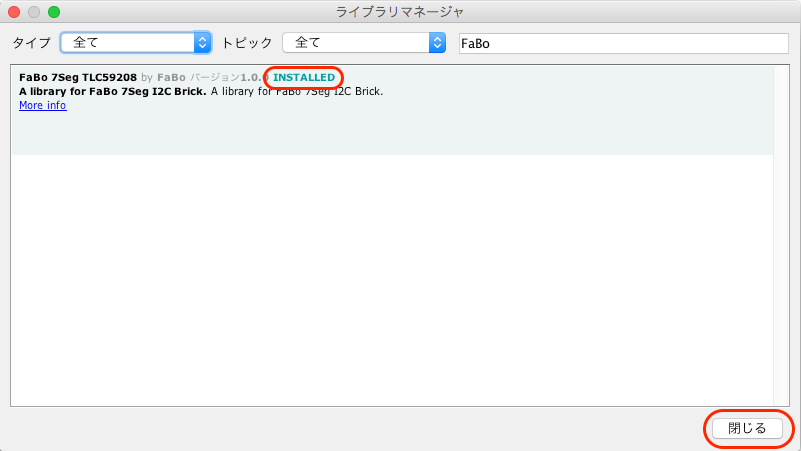 ライブラリマネージャ
タイプ 全て トピック 全て FaBo
FaBo 7Seg TLC59208 by FaBo バージョン1.0.0 INSTALLED
A library for FaBo 7Seg I2C Brick. A library for FaBo 7Seg I2C Brick.
More info
閉じる